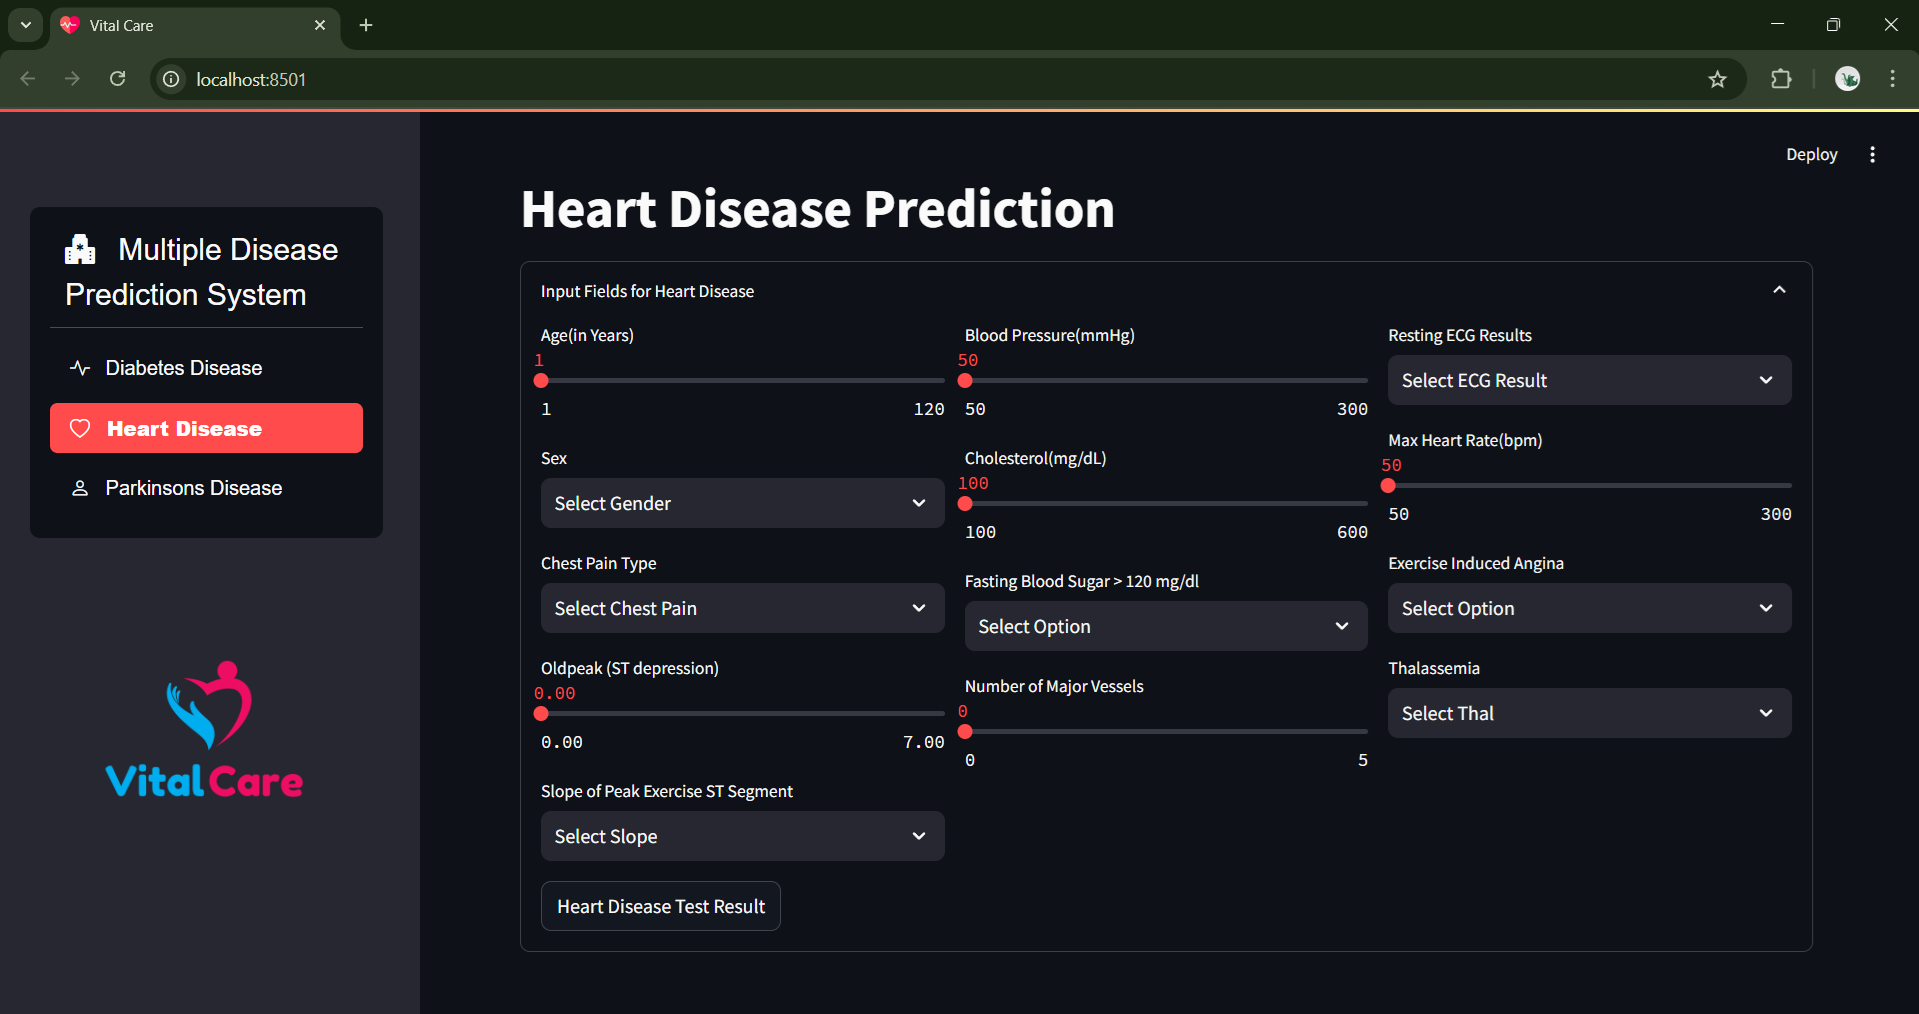 Vital Care
localhost:8501
Deploy
Multiple Disease
Prediction System
Diabetes Disease
Heart Disease
Parkinsons Disease
Vital Care
Heart Disease Prediction
Input Fields for Heart Disease
Age(in Years)
1
1 120
Sex
Select Gender
Chest Pain Type
Select Chest Pain
Oldpeak (ST depression)
0.00
0.00 7.00
Slope of Peak Exercise ST Segment
Select Slope
Blood Pressure(mmHg)
50
50 300
Cholesterol(mg/dL)
100
100 600
Fasting Blood Sugar > 120 mg/dl
Select Option
Number of Major Vessels
0
0 5
Resting ECG Results
Select ECG Result
Max Heart Rate(bpm)
50
50 300
Exercise Induced Angina
Select Option
Thalassemia
Select Thal
Heart Disease Test Result